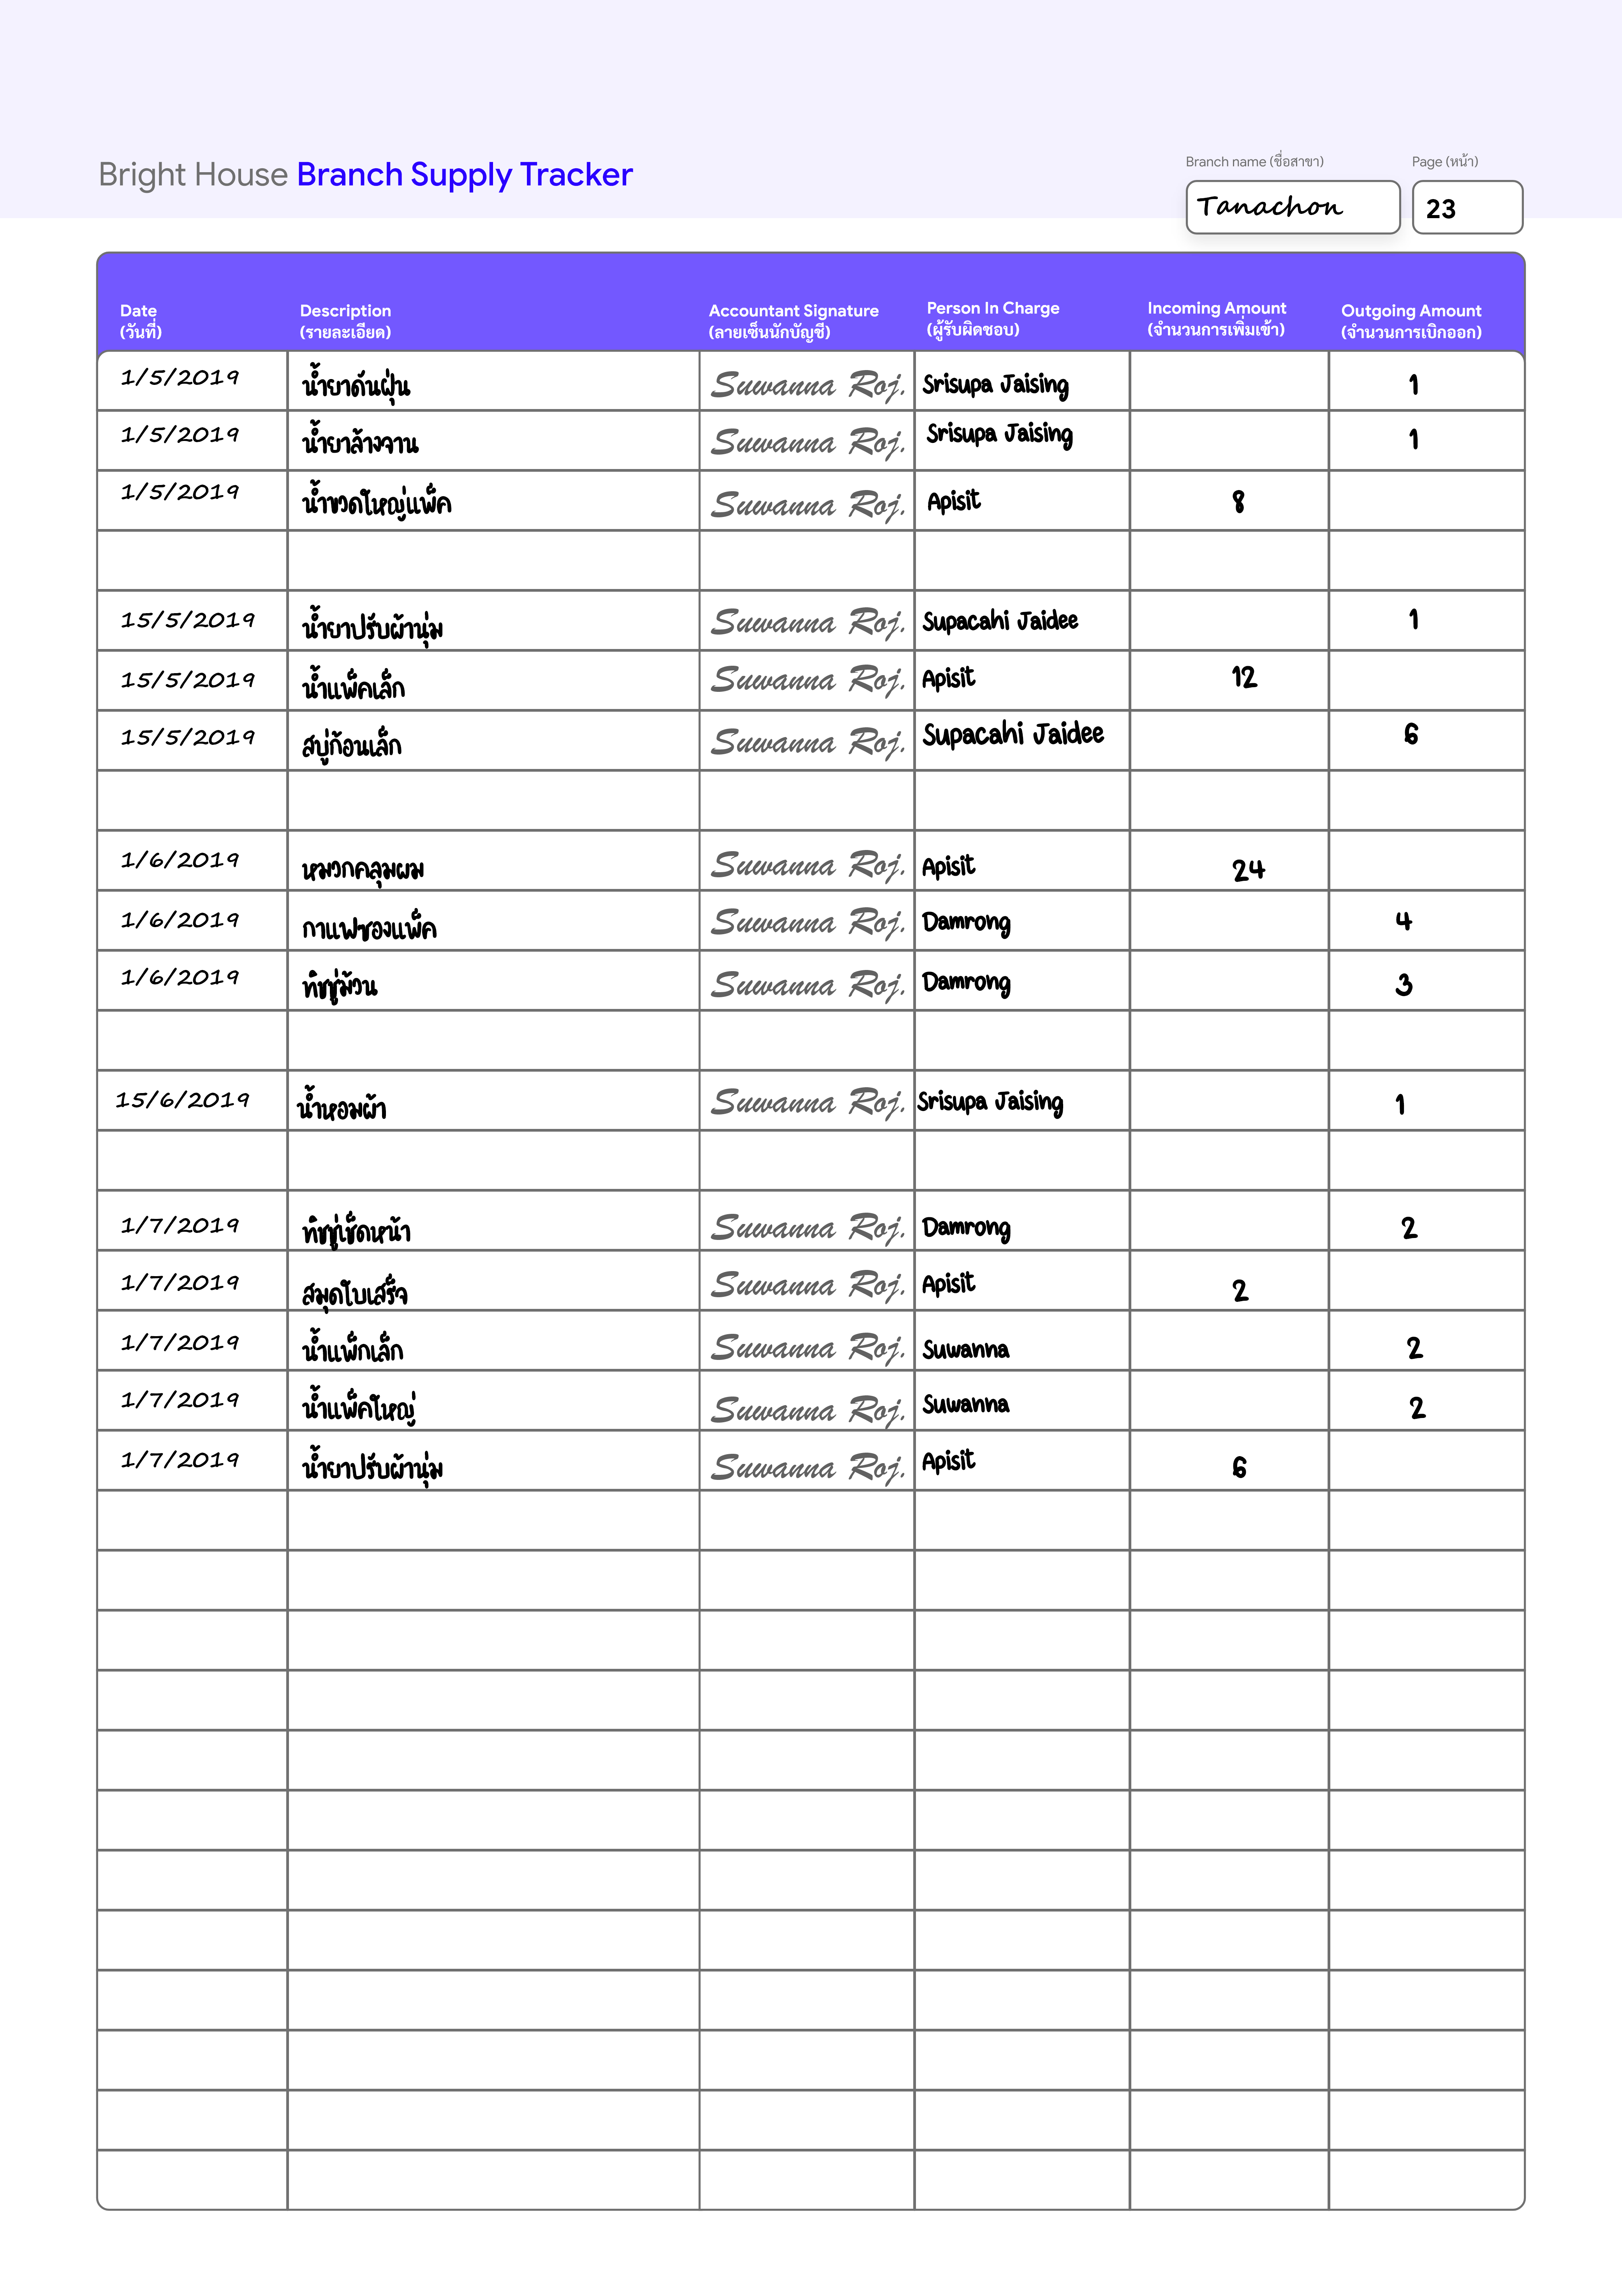 Bright House Branch Supply Tracker
Branch name (ชื่อสาขา)
Page (หน้า)
Tanachon
23
Date (วันที่) Description (รายละเอียด) Accountant Signature (ลายเซ็นนักบัญชี) Person In Charge (ผู้รับผิดชอบ) Incoming Amount (จำนวนการเพิ่มเข้า) Outgoing Amount (จำนวนการเบิกออก)
1/5/2019 น้ำยาดันฝุ่น Suwanna Roj. Srisupa Jaising 1
1/5/2019 น้ำยาล้างจาน Suwanna Roj. Srisupa Jaising 1
1/5/2019 น้ำขวดใหญ่แพ็ค Suwanna Roj. Apisit 8
15/5/2019 น้ำยาปรับผ้านุ่ม Suwanna Roj. Supacahi Jaidee 1
15/5/2019 น้ำแพ็คเล็ก Suwanna Roj. Apisit 12
15/5/2019 สบู่ก้อนเล็ก Suwanna Roj. Supacahi Jaidee 6
1/6/2019 หมวกคลุมผม Suwanna Roj. Apisit 24
1/6/2019 กาแฟซองแพ็ค Suwanna Roj. Damrong 4
1/6/2019 ทิชชู่ม้วน Suwanna Roj. Damrong 3
15/6/2019 น้ำหอมผ้า Suwanna Roj. Srisupa Jaising 1
1/7/2019 ทิชชู่เช็ดหน้า Suwanna Roj. Damrong 2
1/7/2019 สมุดใบเสร็จ Suwanna Roj. Apisit 2
1/7/2019 น้ำแพ็กเล็ก Suwanna Roj. Suwanna 2
1/7/2019 น้ำแพ็คใหญ่ Suwanna Roj. Suwanna 2
1/7/2019 น้ำยาปรับผ้านุ่ม Suwanna Roj. Apisit 6